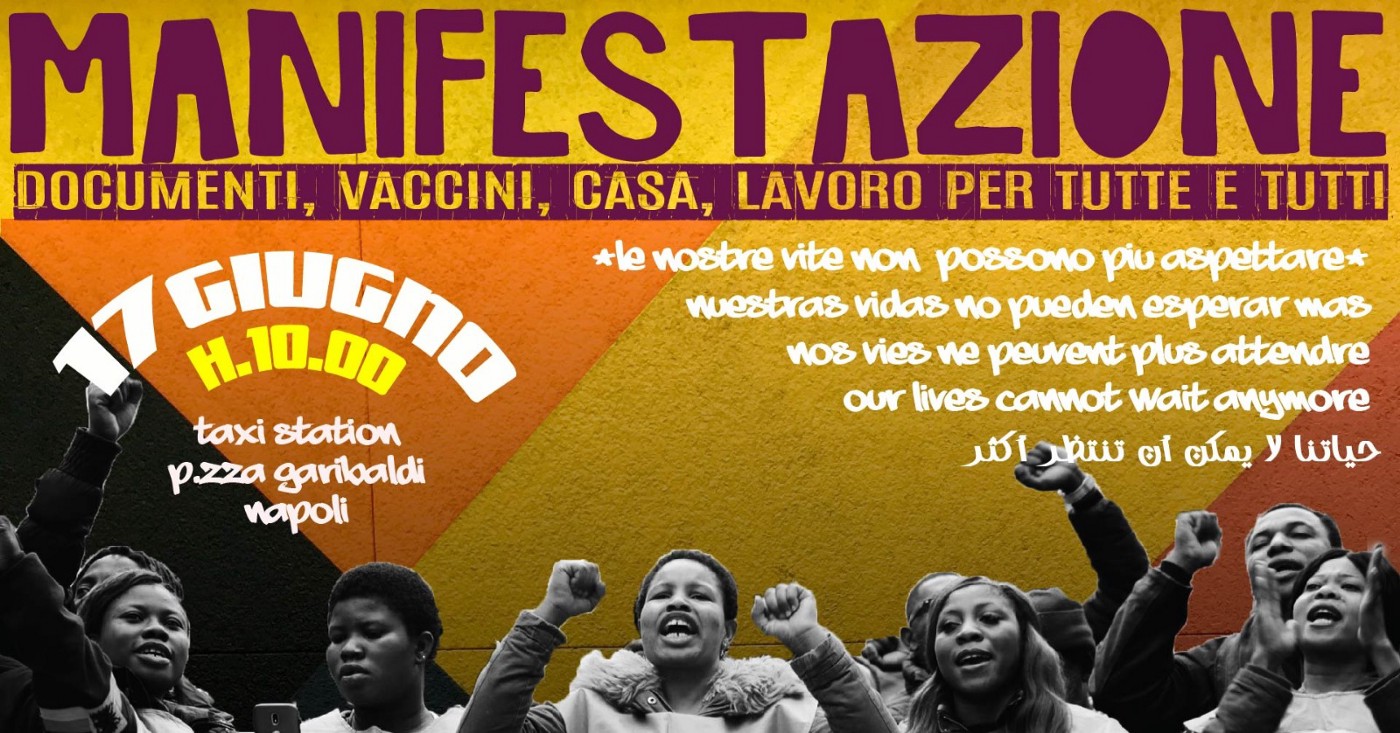 MANIFESTAZIONE
DOCUMENTI, VACCINI, CASA, LAVORO PER TUTTE E TUTTI
17 GIUGNO
H.10.00
taxi station
p.zza garibaldi
napoli
*le nostre vite non possono piu aspettare*
nuestras vidas no pueden esperar mas
nos vies ne peuvent plus attendre
our lives cannot wait anymore
حياتنا لا يمكن ان تنتظر اكثر